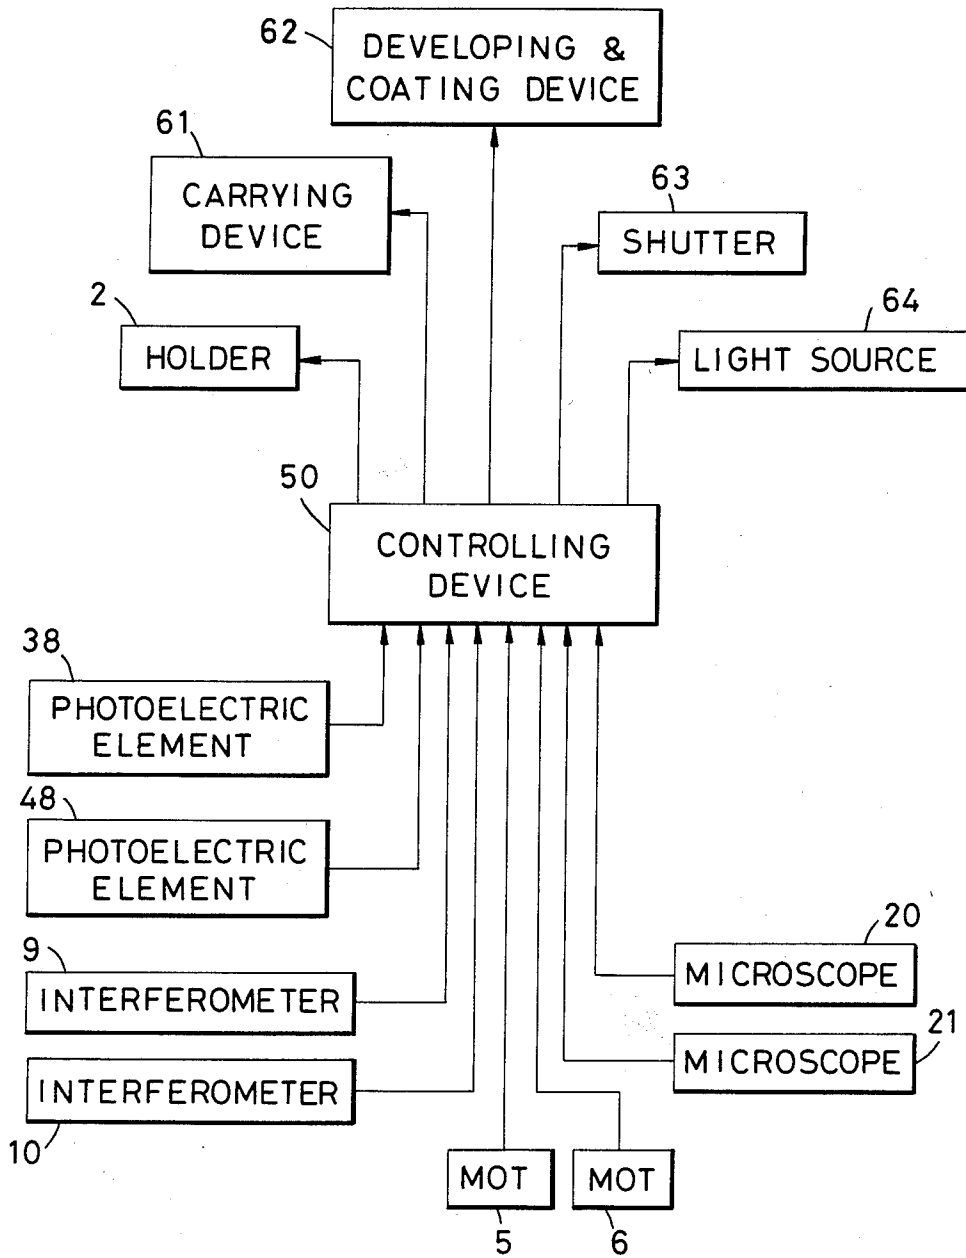 62
DEVELOPING &
COATING DEVICE
61
CARRYING
DEVICE
63
SHUTTER
2
HOLDER
64
LIGHT SOURCE
50
CONTROLLING
DEVICE
38
PHOTOELECTRIC
ELEMENT
48
PHOTOELECTRIC
ELEMENT
9
INTERFEROMETER
20
MICROSCOPE
21
MICROSCOPE
INTERFEROMETER
10
MOT
5
MOT
6